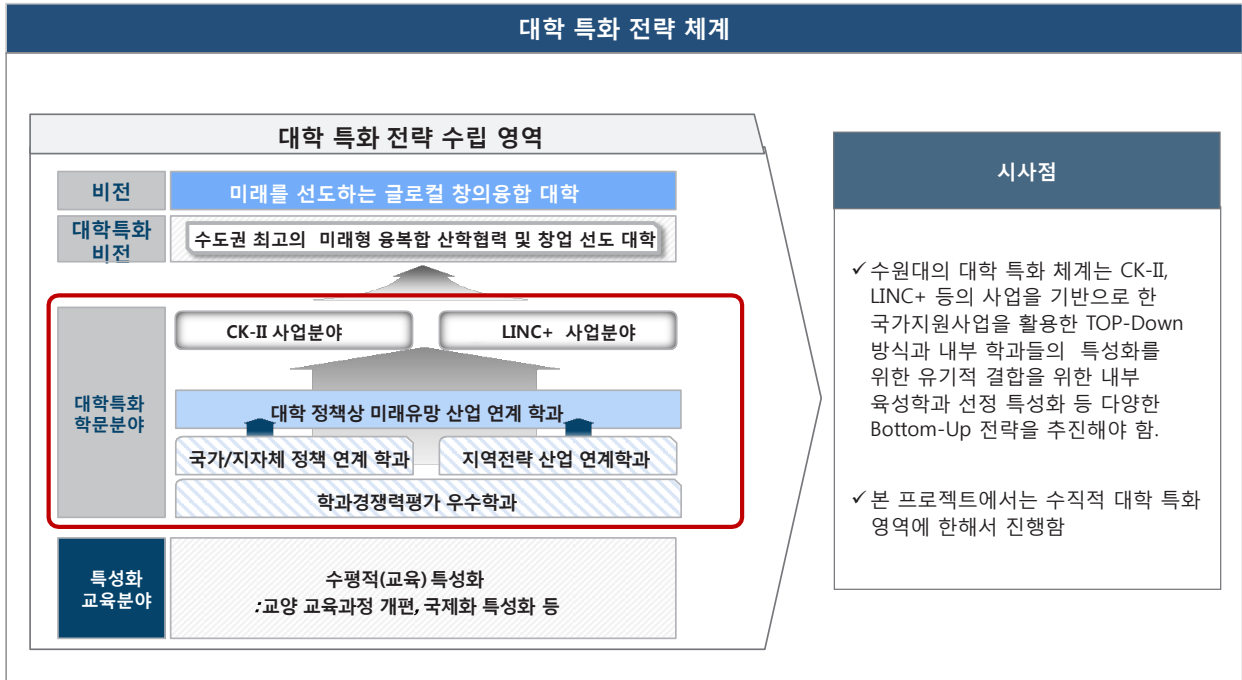 대학 특화 전략 체계
대학 특화 전략 수립 영역
비전
미래를 선도하는 글로컬 창의융합 대학
대학특화
비전
수도권 최고의 미래형 융복합 산학협력 및 창업 선도 대학
대학특화
학문분야
CK-II 사업분야
LINC+ 사업분야
대학 정책상 미래유망 산업 연계 학과
국가/지자체 정책 연계 학과
지역전략 산업 연계학과
학과경쟁력평가 우수학과
특성화
교육분야
수평적(교육) 특성화
:교양 교육과정 개편, 국제화 특성화 등
시사점
✓수원대의 대학 특화 체계는 CK-II,
LINC+ 등의 사업을 기반으로 한
국가지원사업을 활용한 TOP-Down
방식과 내부 학과들의 특성화를
위한 유기적 결합을 위한 내부
육성학과 선정 특성화 등 다양한
Bottom-Up 전략을 추진해야 함.
✓본 프로젝트에서는 수직적 대학 특화
영역에 한해서 진행함